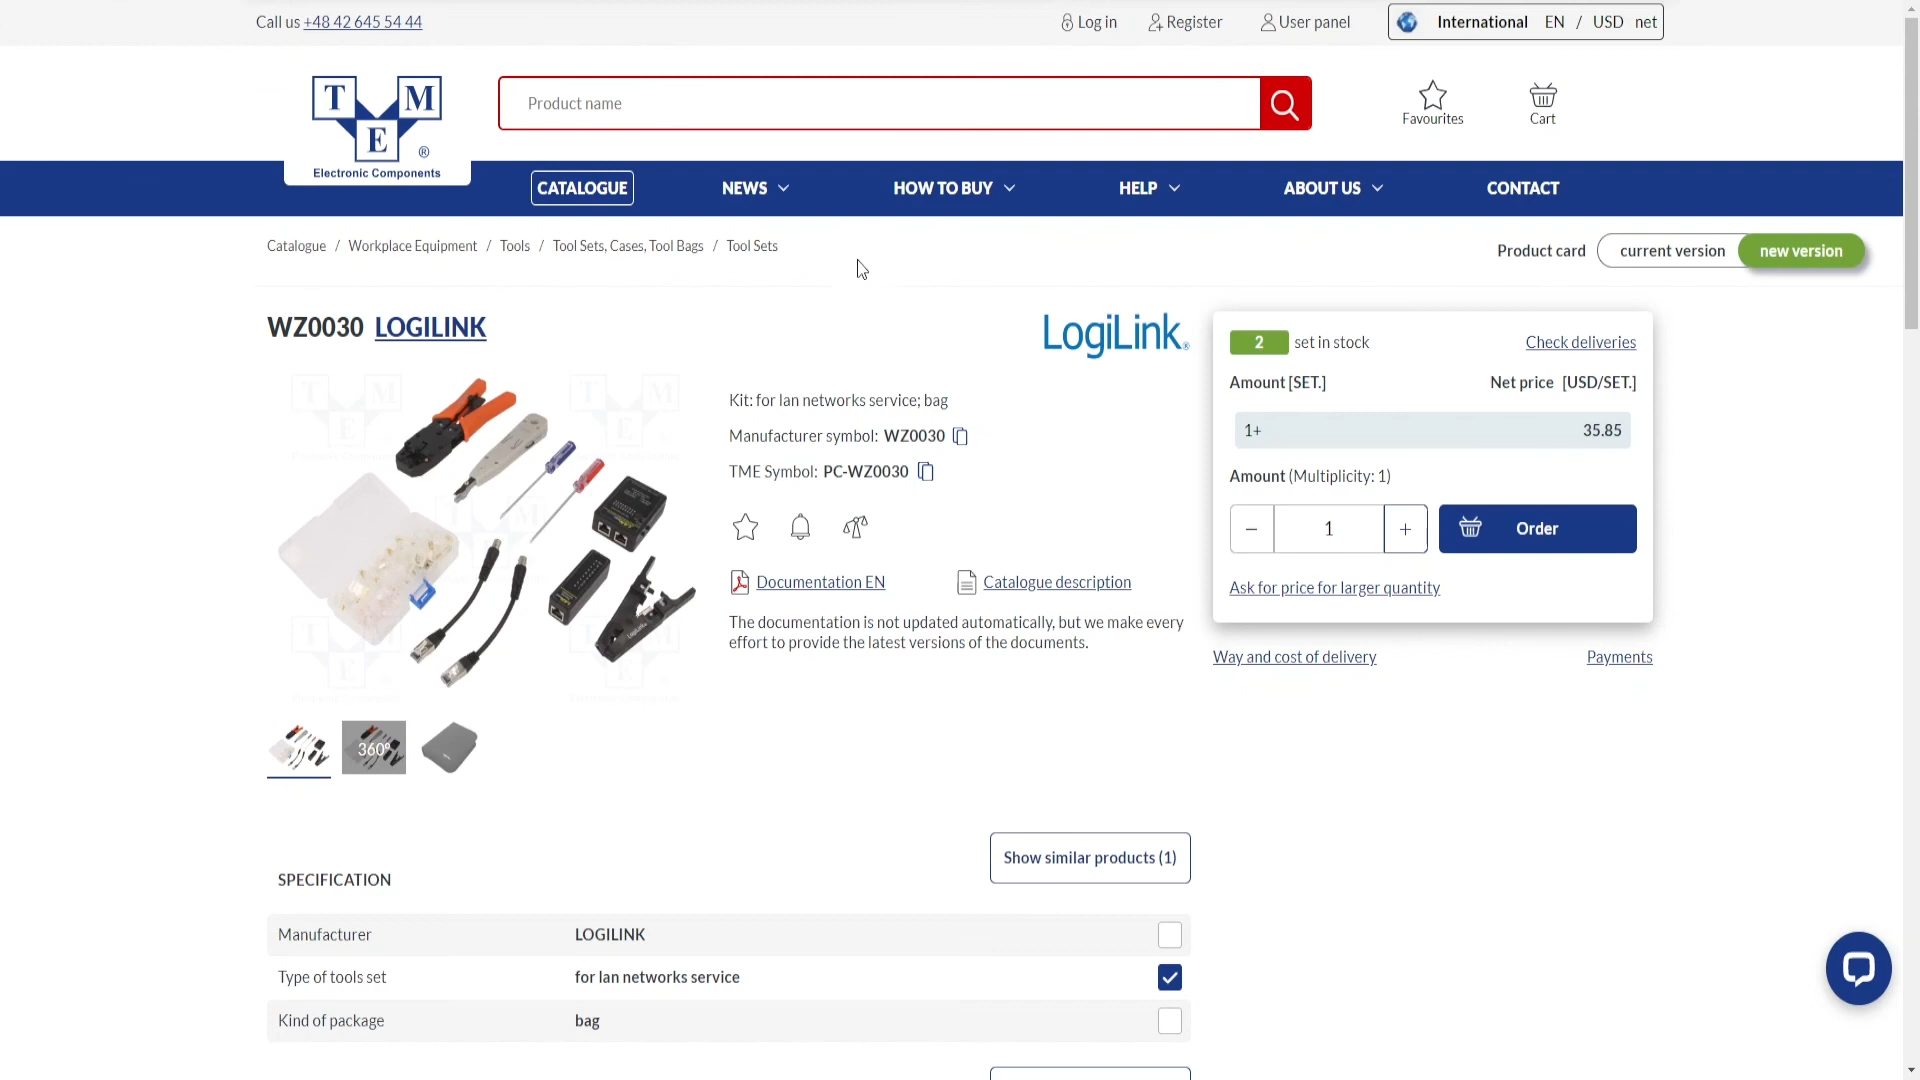 Call us +48 42 645 54 44
Log in
Register
User panel
International EN / USD net
Product name
Favourites
Cart
T M E ®
Electronic Components
CATALOGUE
NEWS
HOW TO BUY
HELP
ABOUT US
CONTACT
Catalogue / Workplace Equipment / Tools / Tool Sets, Cases, Tool Bags / Tool Sets
Product card
current version
new version
WZ0030 LOGILINK
LogiLink®
Kit: for lan networks service; bag
Manufacturer symbol: WZ0030
TME Symbol: PC-WZ0030
Documentation EN
Catalogue description
The documentation is not updated automatically, but we make every
effort to provide the latest versions of the documents.
2 set in stock
Check deliveries
Amount [SET.]
Net price [USD/SET.]
1+
35.85
Amount (Multiplicity: 1)
− 1 +
Order
Ask for price for larger quantity
Way and cost of delivery
Payments
360°
Show similar products (1)
SPECIFICATION
Manufacturer
LOGILINK
Type of tools set
for lan networks service
Kind of package
bag